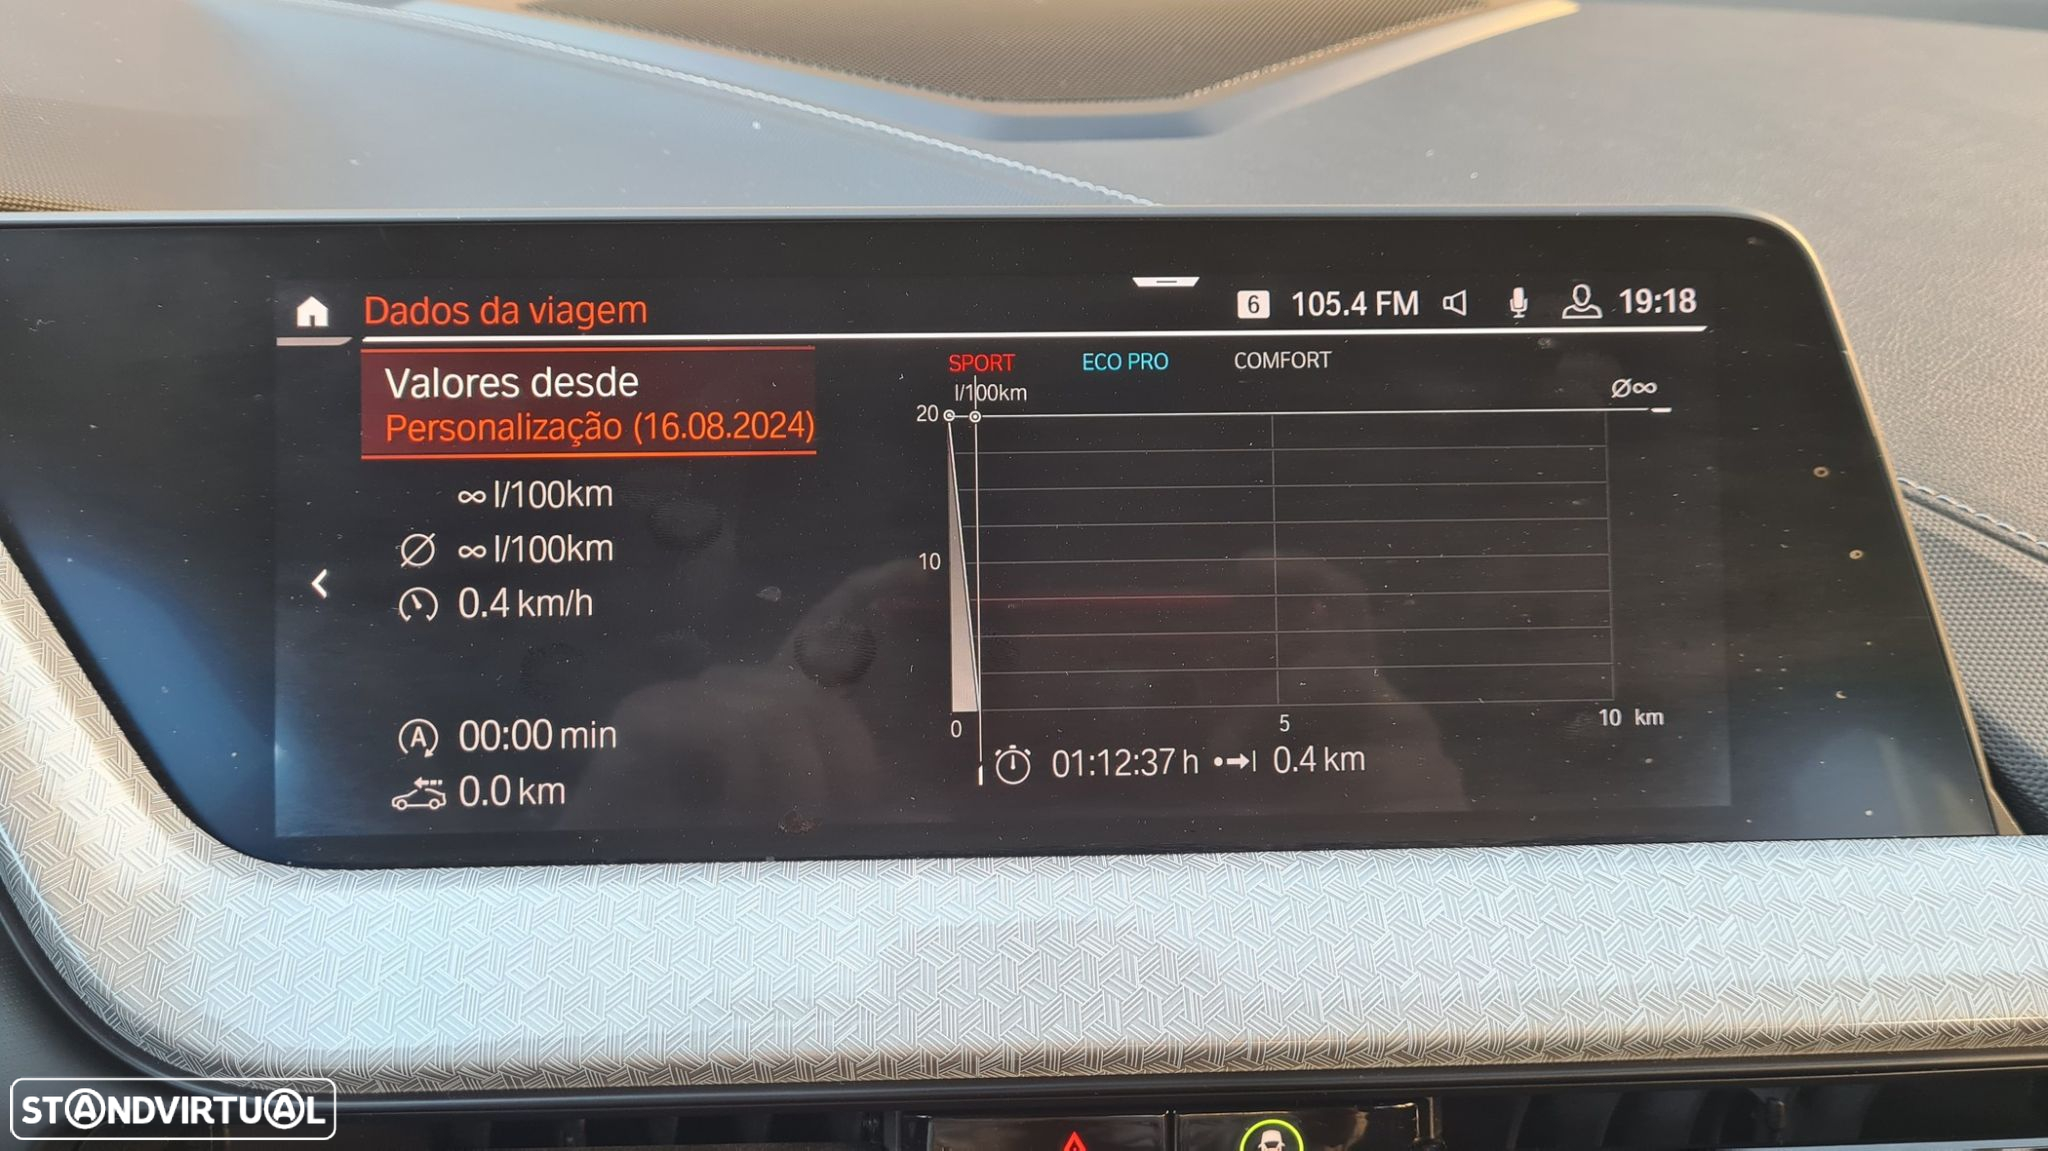 Dados da viagem
6 105.4 FM 19:18
Valores desde
Personalização (16.08.2024)
∞ l/100km
Ø ∞ l/100km
0.4 km/h
A 00:00 min
0.0 km
SPORT ECO PRO COMFORT
l/100km
Ø∞
20
10
0 5 10 km
01:12:37 h 0.4 km
STANDVIRTUAL